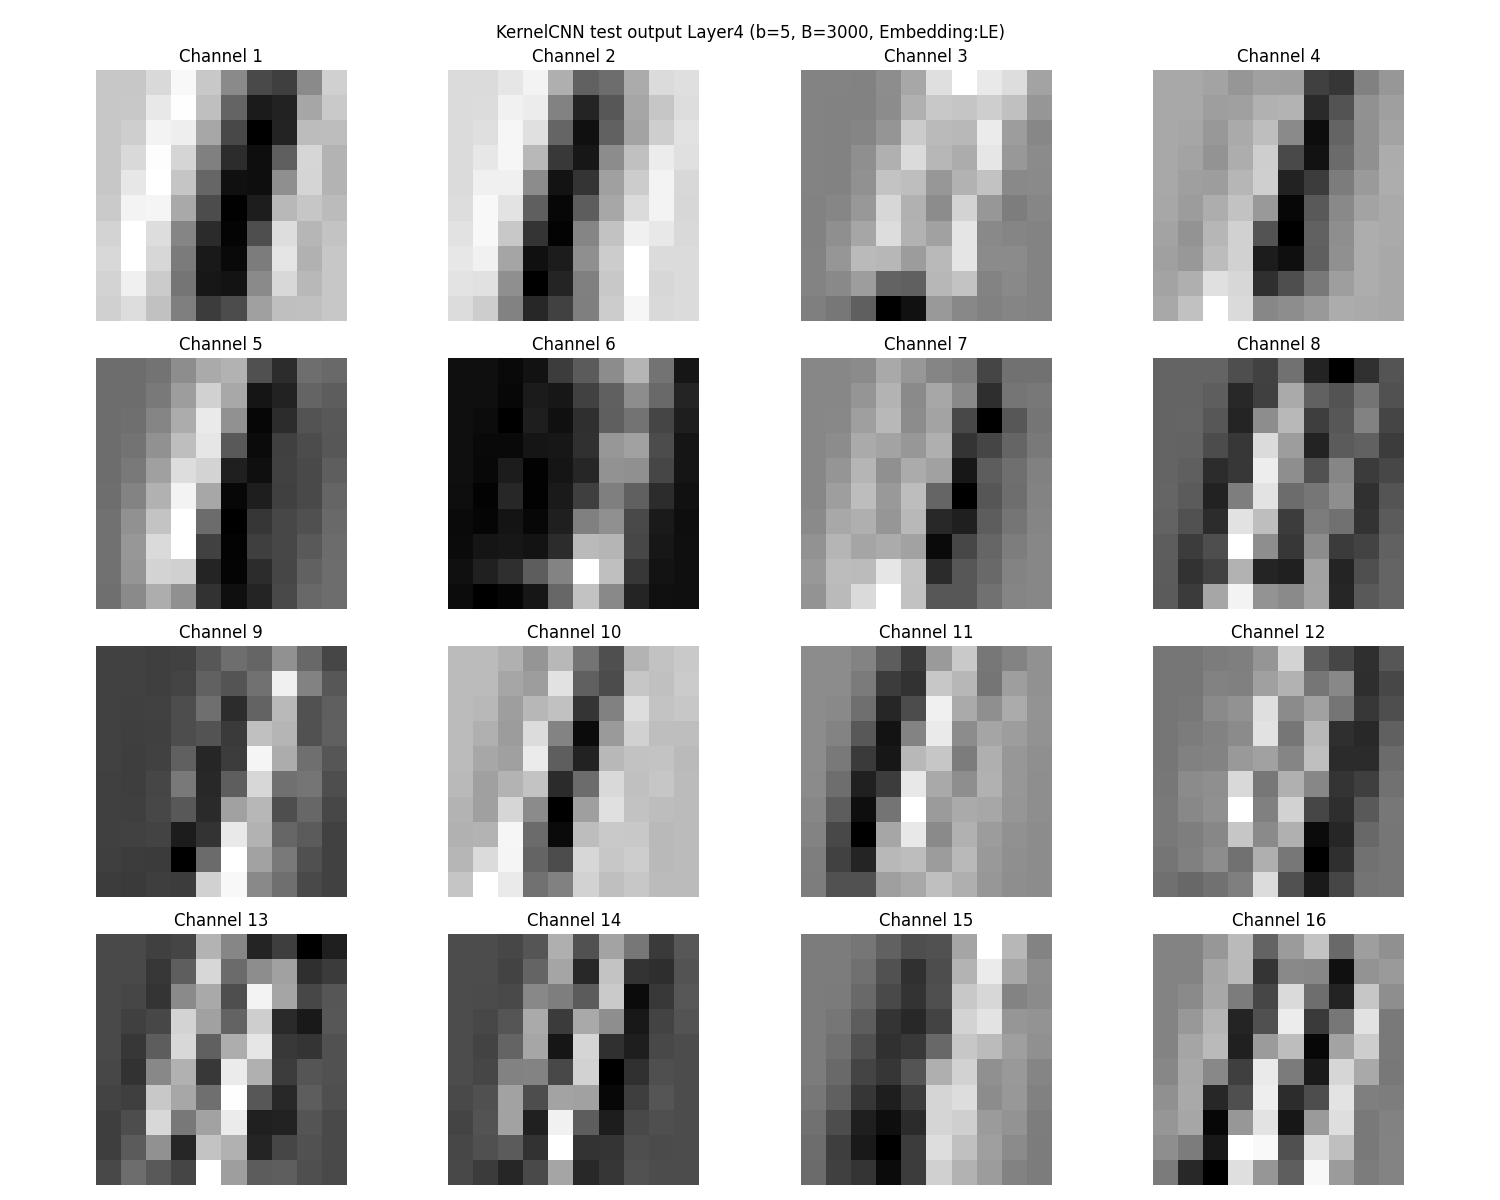 KernelCNN test output Layer4 (b=5, B=3000, Embedding:LE)
Channel 1 Channel 2 Channel 3 Channel 4
Channel 5 Channel 6 Channel 7 Channel 8
Channel 9 Channel 10 Channel 11 Channel 12
Channel 13 Channel 14 Channel 15 Channel 16